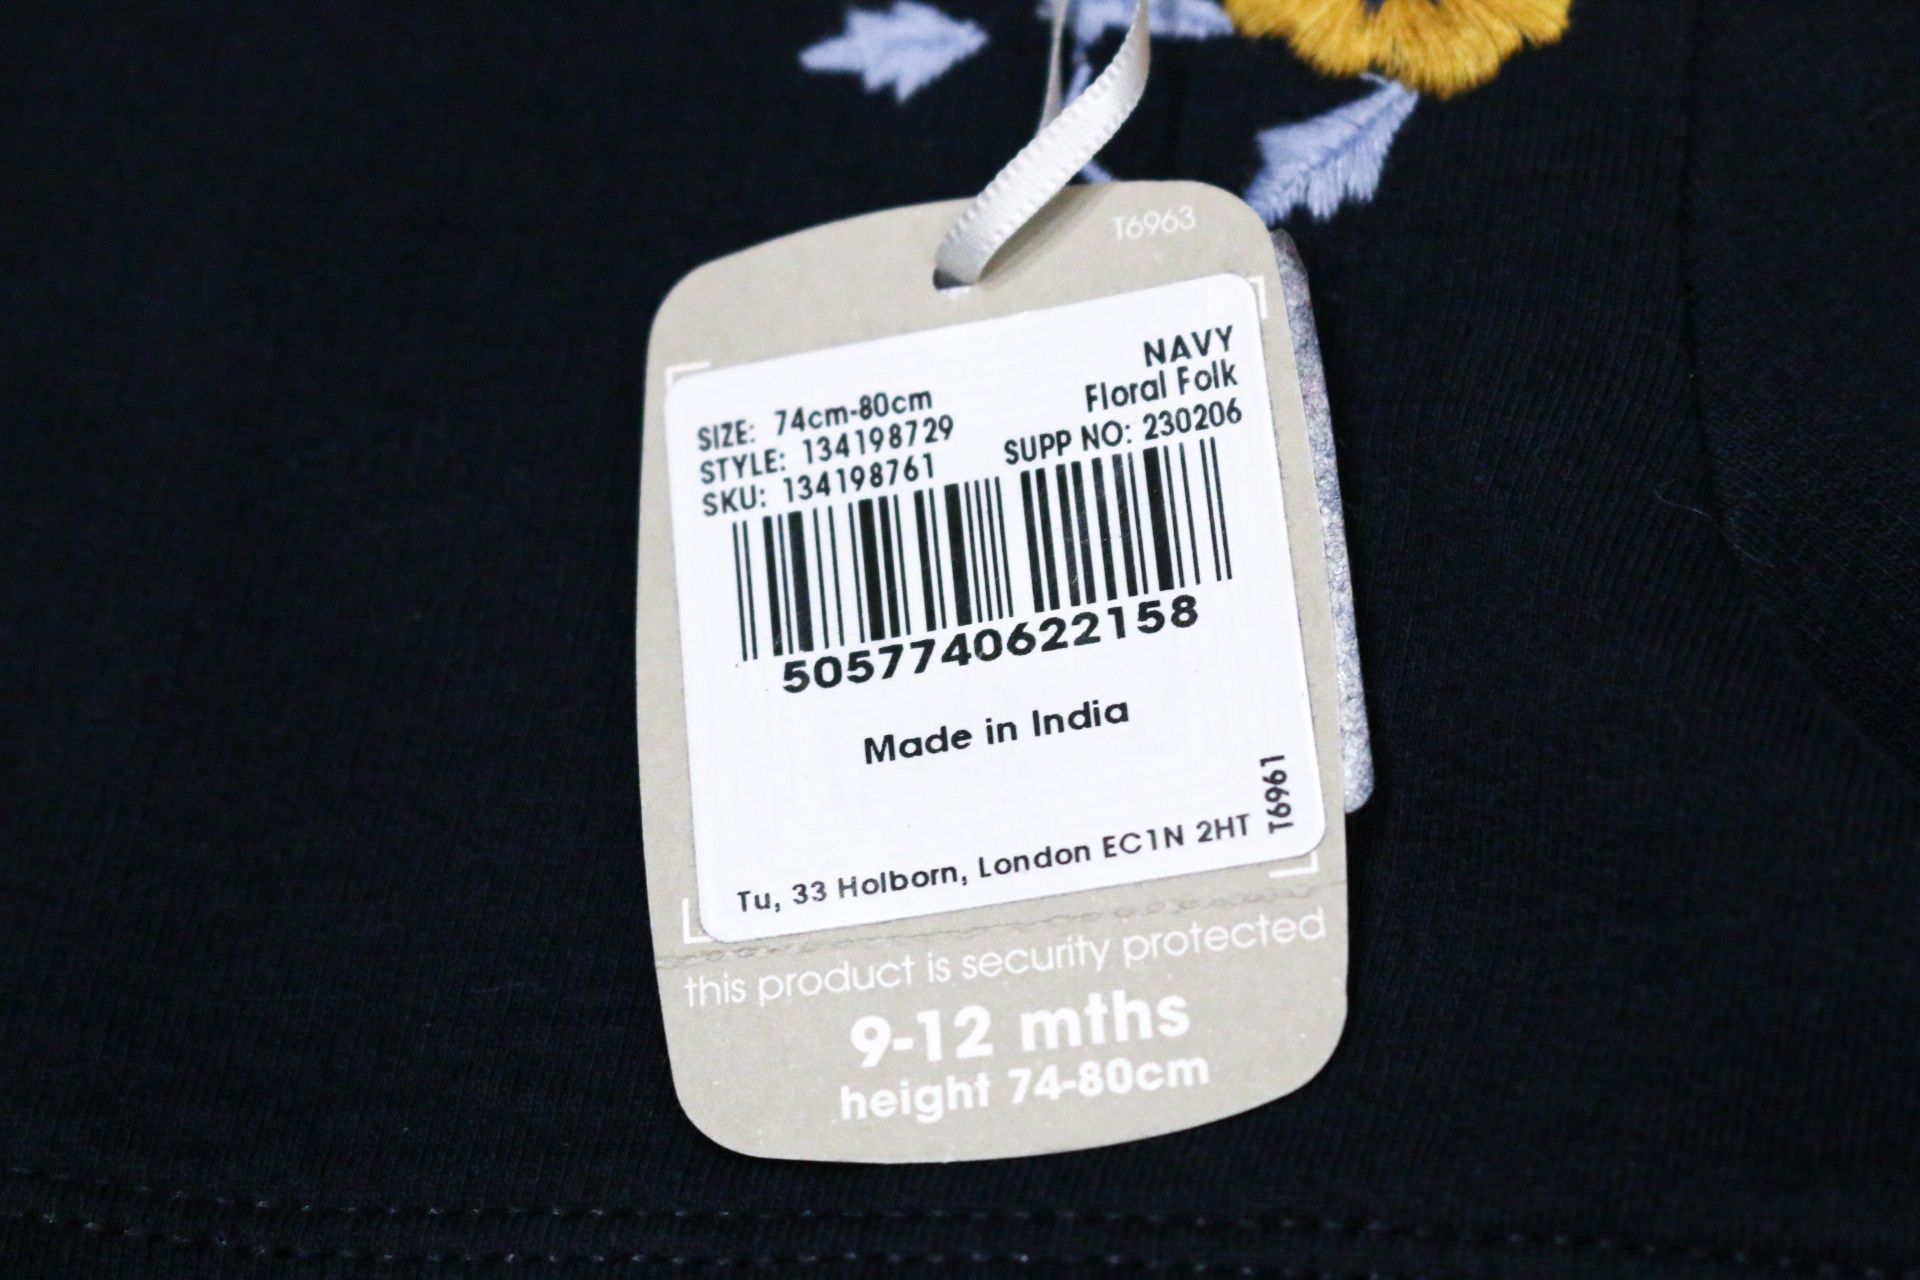 T6963
NAVY
Floral Folk
SIZE: 74cm-80cm
STYLE: 134198729
SKU: 134198761
SUPP NO: 230206
5057740622158
Made in India
T6961
Tu, 33 Holborn, London EC1N 2HT
this product is security protected
9-12 mths
height 74-80cm